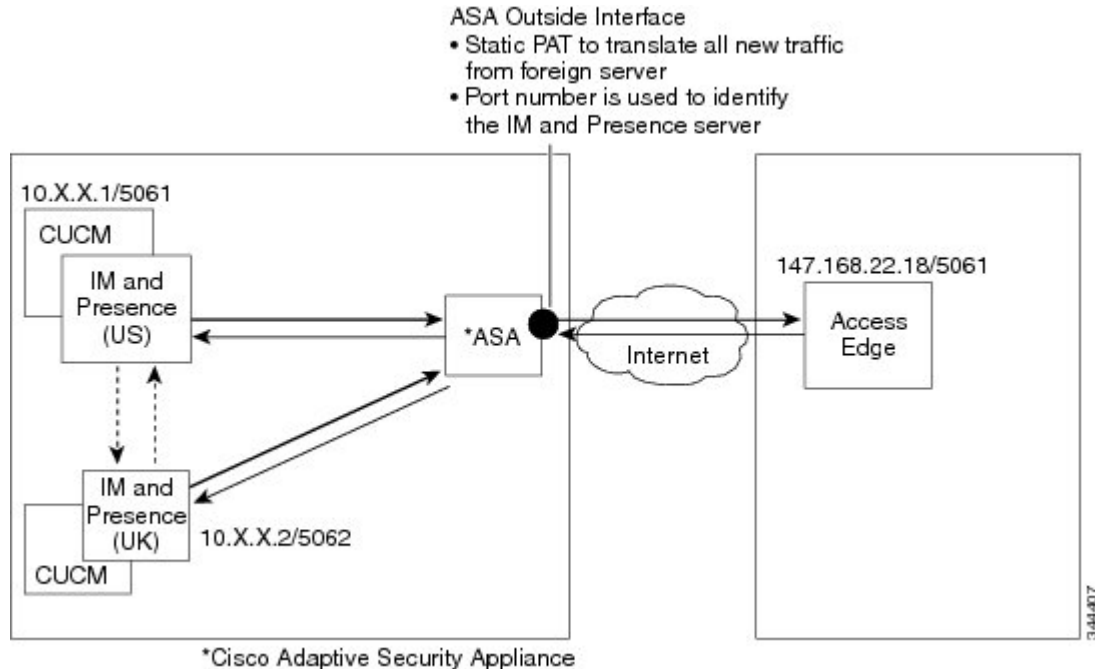 ASA Outside Interface
• Static PAT to translate all new traffic
from foreign server
• Port number is used to identify
the IM and Presence server
10.X.X.1/5061
CUCM
IM and
Presence
(US)
*ASA
Internet
147.168.22.18/5061
Access
Edge
IM and
Presence
(UK)
10.X.X.2/5062
CUCM
344407
*Cisco Adaptive Security Appliance